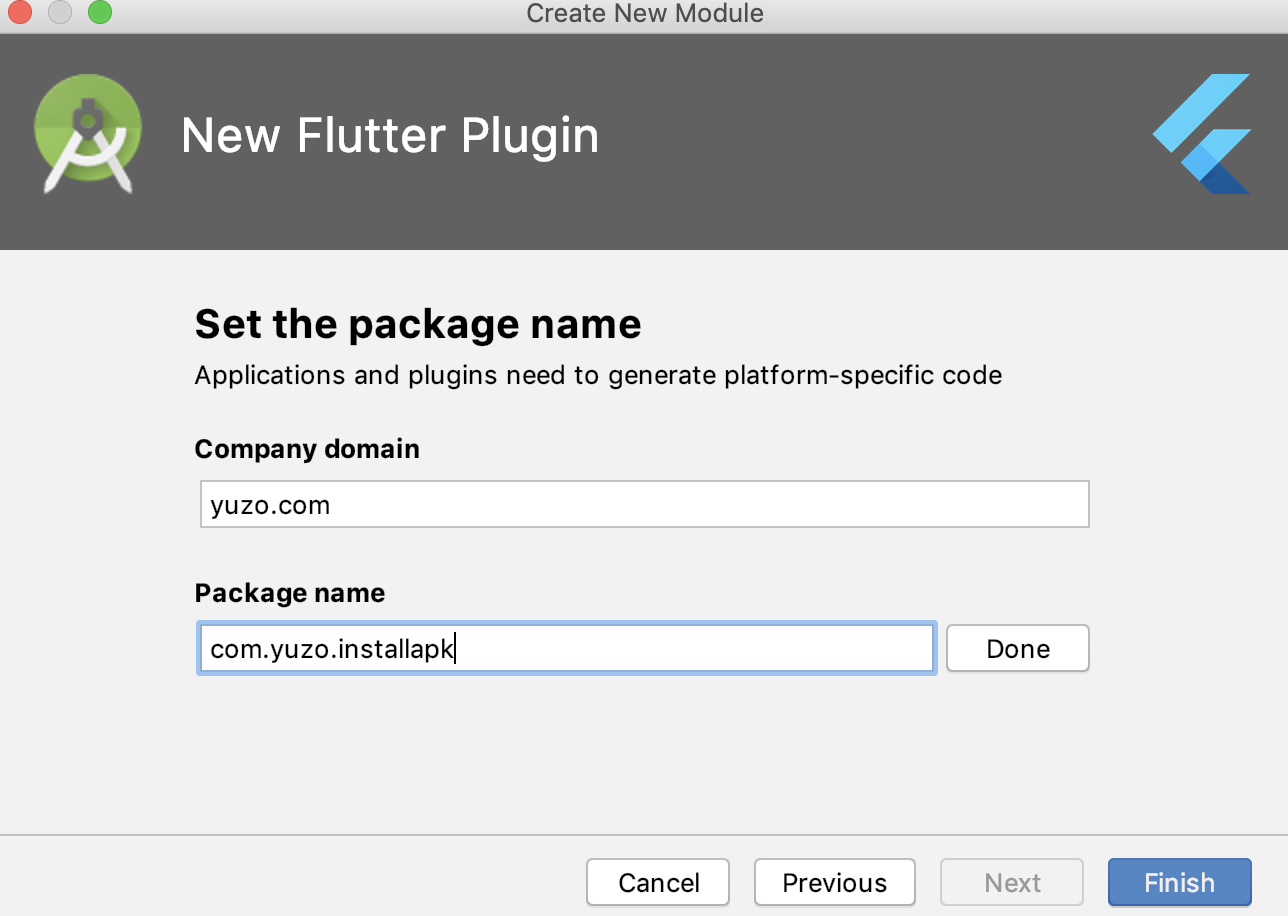 Create New Module
New Flutter Plugin
Set the package name
Applications and plugins need to generate platform-specific code
Company domain
yuzo.com
Package name
com.yuzo.installapk
Done
Cancel
Previous
Next
Finish